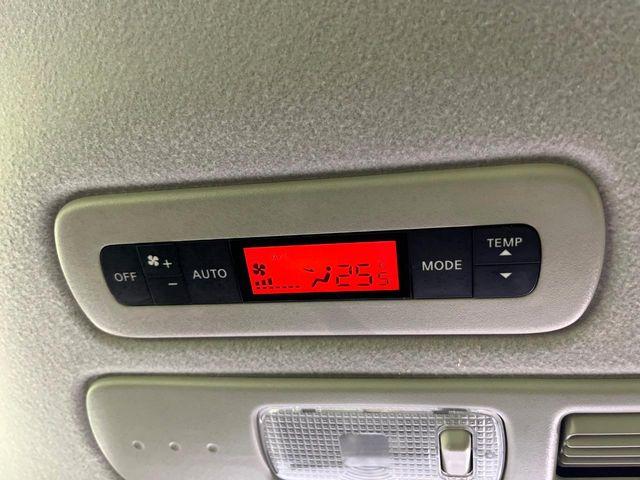 OFF + AUTO 25.5 MODE TEMP
-